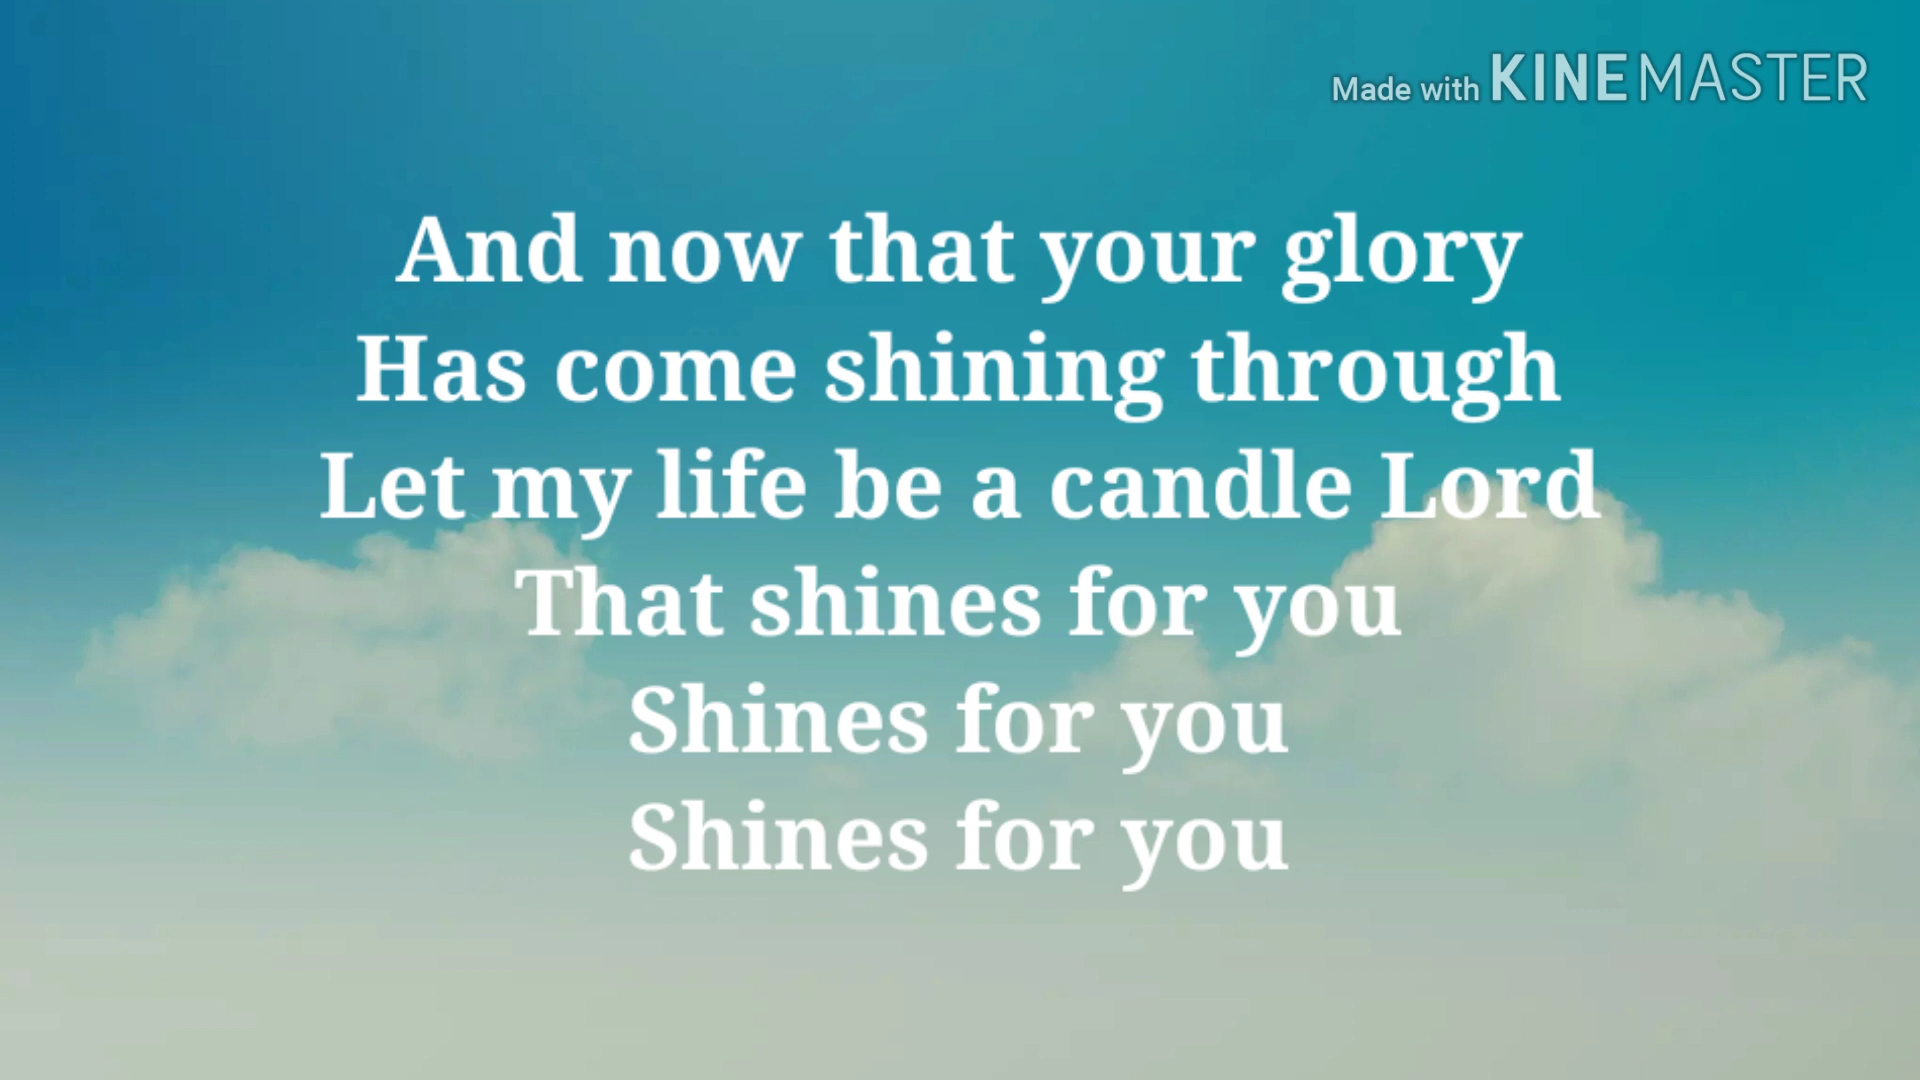 Made with KINEMASTER
And now that your glory
Has come shining through
Let my life be a candle Lord
That shines for you
Shines for you
Shines for you